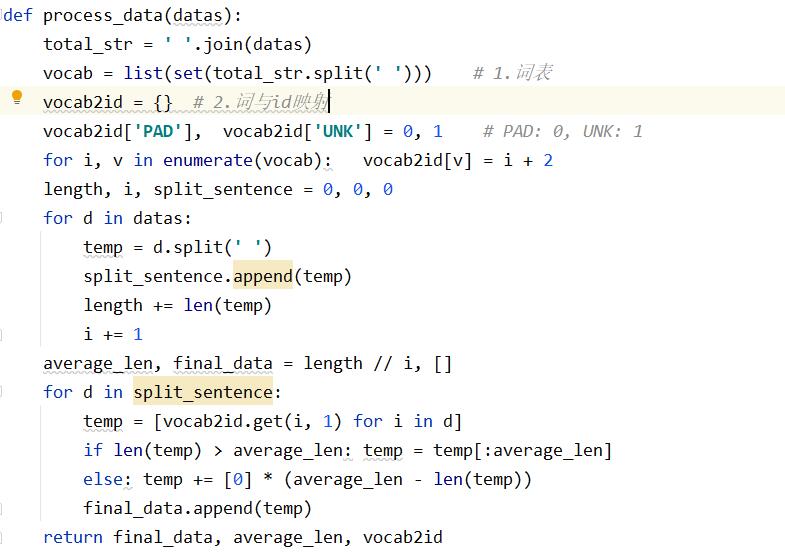 def process_data(datas):
    total_str = ' '.join(datas)
    vocab = list(set(total_str.split(' ')))    # 1.词表
    vocab2id = {}  # 2.词与id映射
    vocab2id['PAD'],  vocab2id['UNK'] = 0, 1    # PAD: 0, UNK: 1
    for i, v in enumerate(vocab):   vocab2id[v] = i + 2
    length, i, split_sentence = 0, 0, 0
    for d in datas:
        temp = d.split(' ')
        split_sentence.append(temp)
        length += len(temp)
        i += 1
    average_len, final_data = length // i, []
    for d in split_sentence:
        temp = [vocab2id.get(i, 1) for i in d]
        if len(temp) > average_len: temp = temp[:average_len]
        else: temp += [0] * (average_len - len(temp))
        final_data.append(temp)
    return final_data, average_len, vocab2id